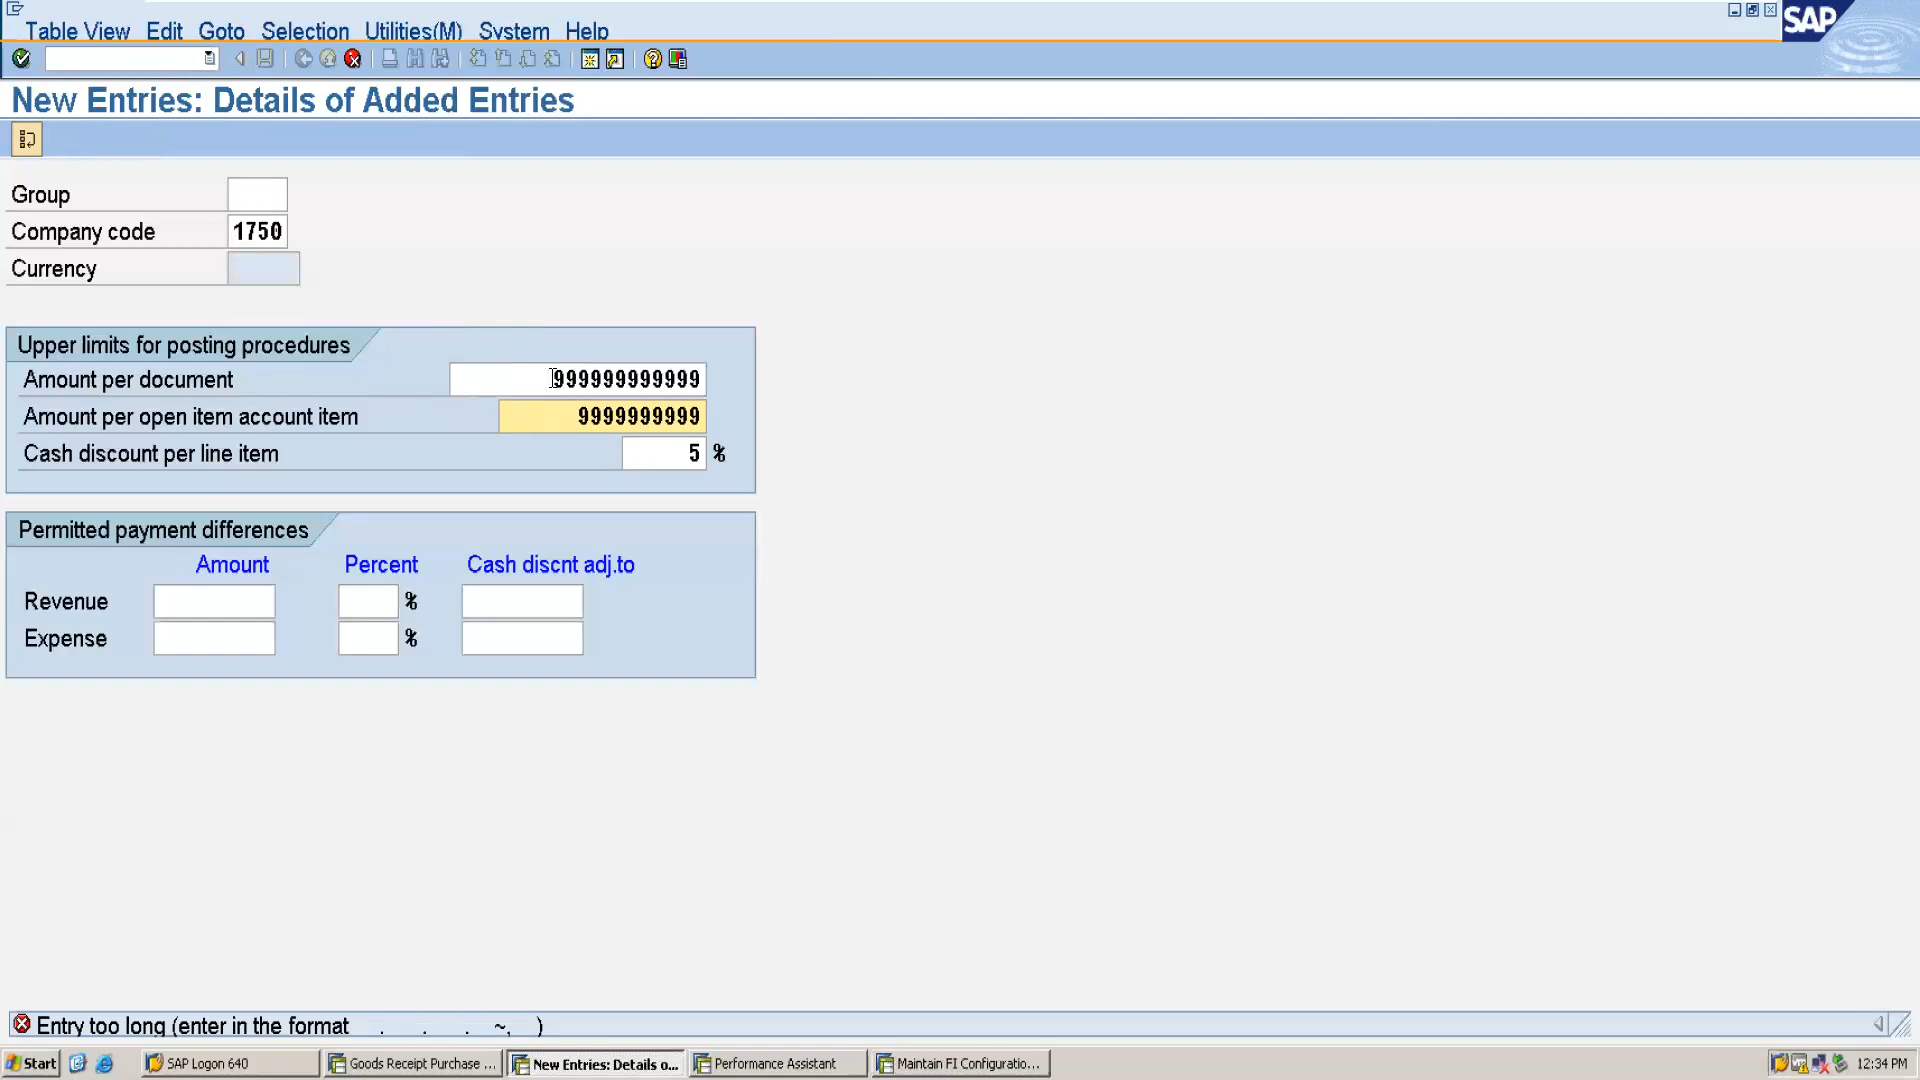 Table View Edit Goto Selection Utilities(M) System Help
SAP
New Entries: Details of Added Entries
Group
Company code 1750
Currency
Upper limits for posting procedures
Amount per document 999999999999
Amount per open item account item 9999999999
Cash discount per line item 5 %
Permitted payment differences
Amount Percent Cash discnt adj.to
Revenue %
Expense %
Entry too long (enter in the format . . . ~, )
Start SAP Logon 640 Goods Receipt Purchase ... New Entries: Details o... Performance Assistant Maintain FI Configuratio... 12:34 PM